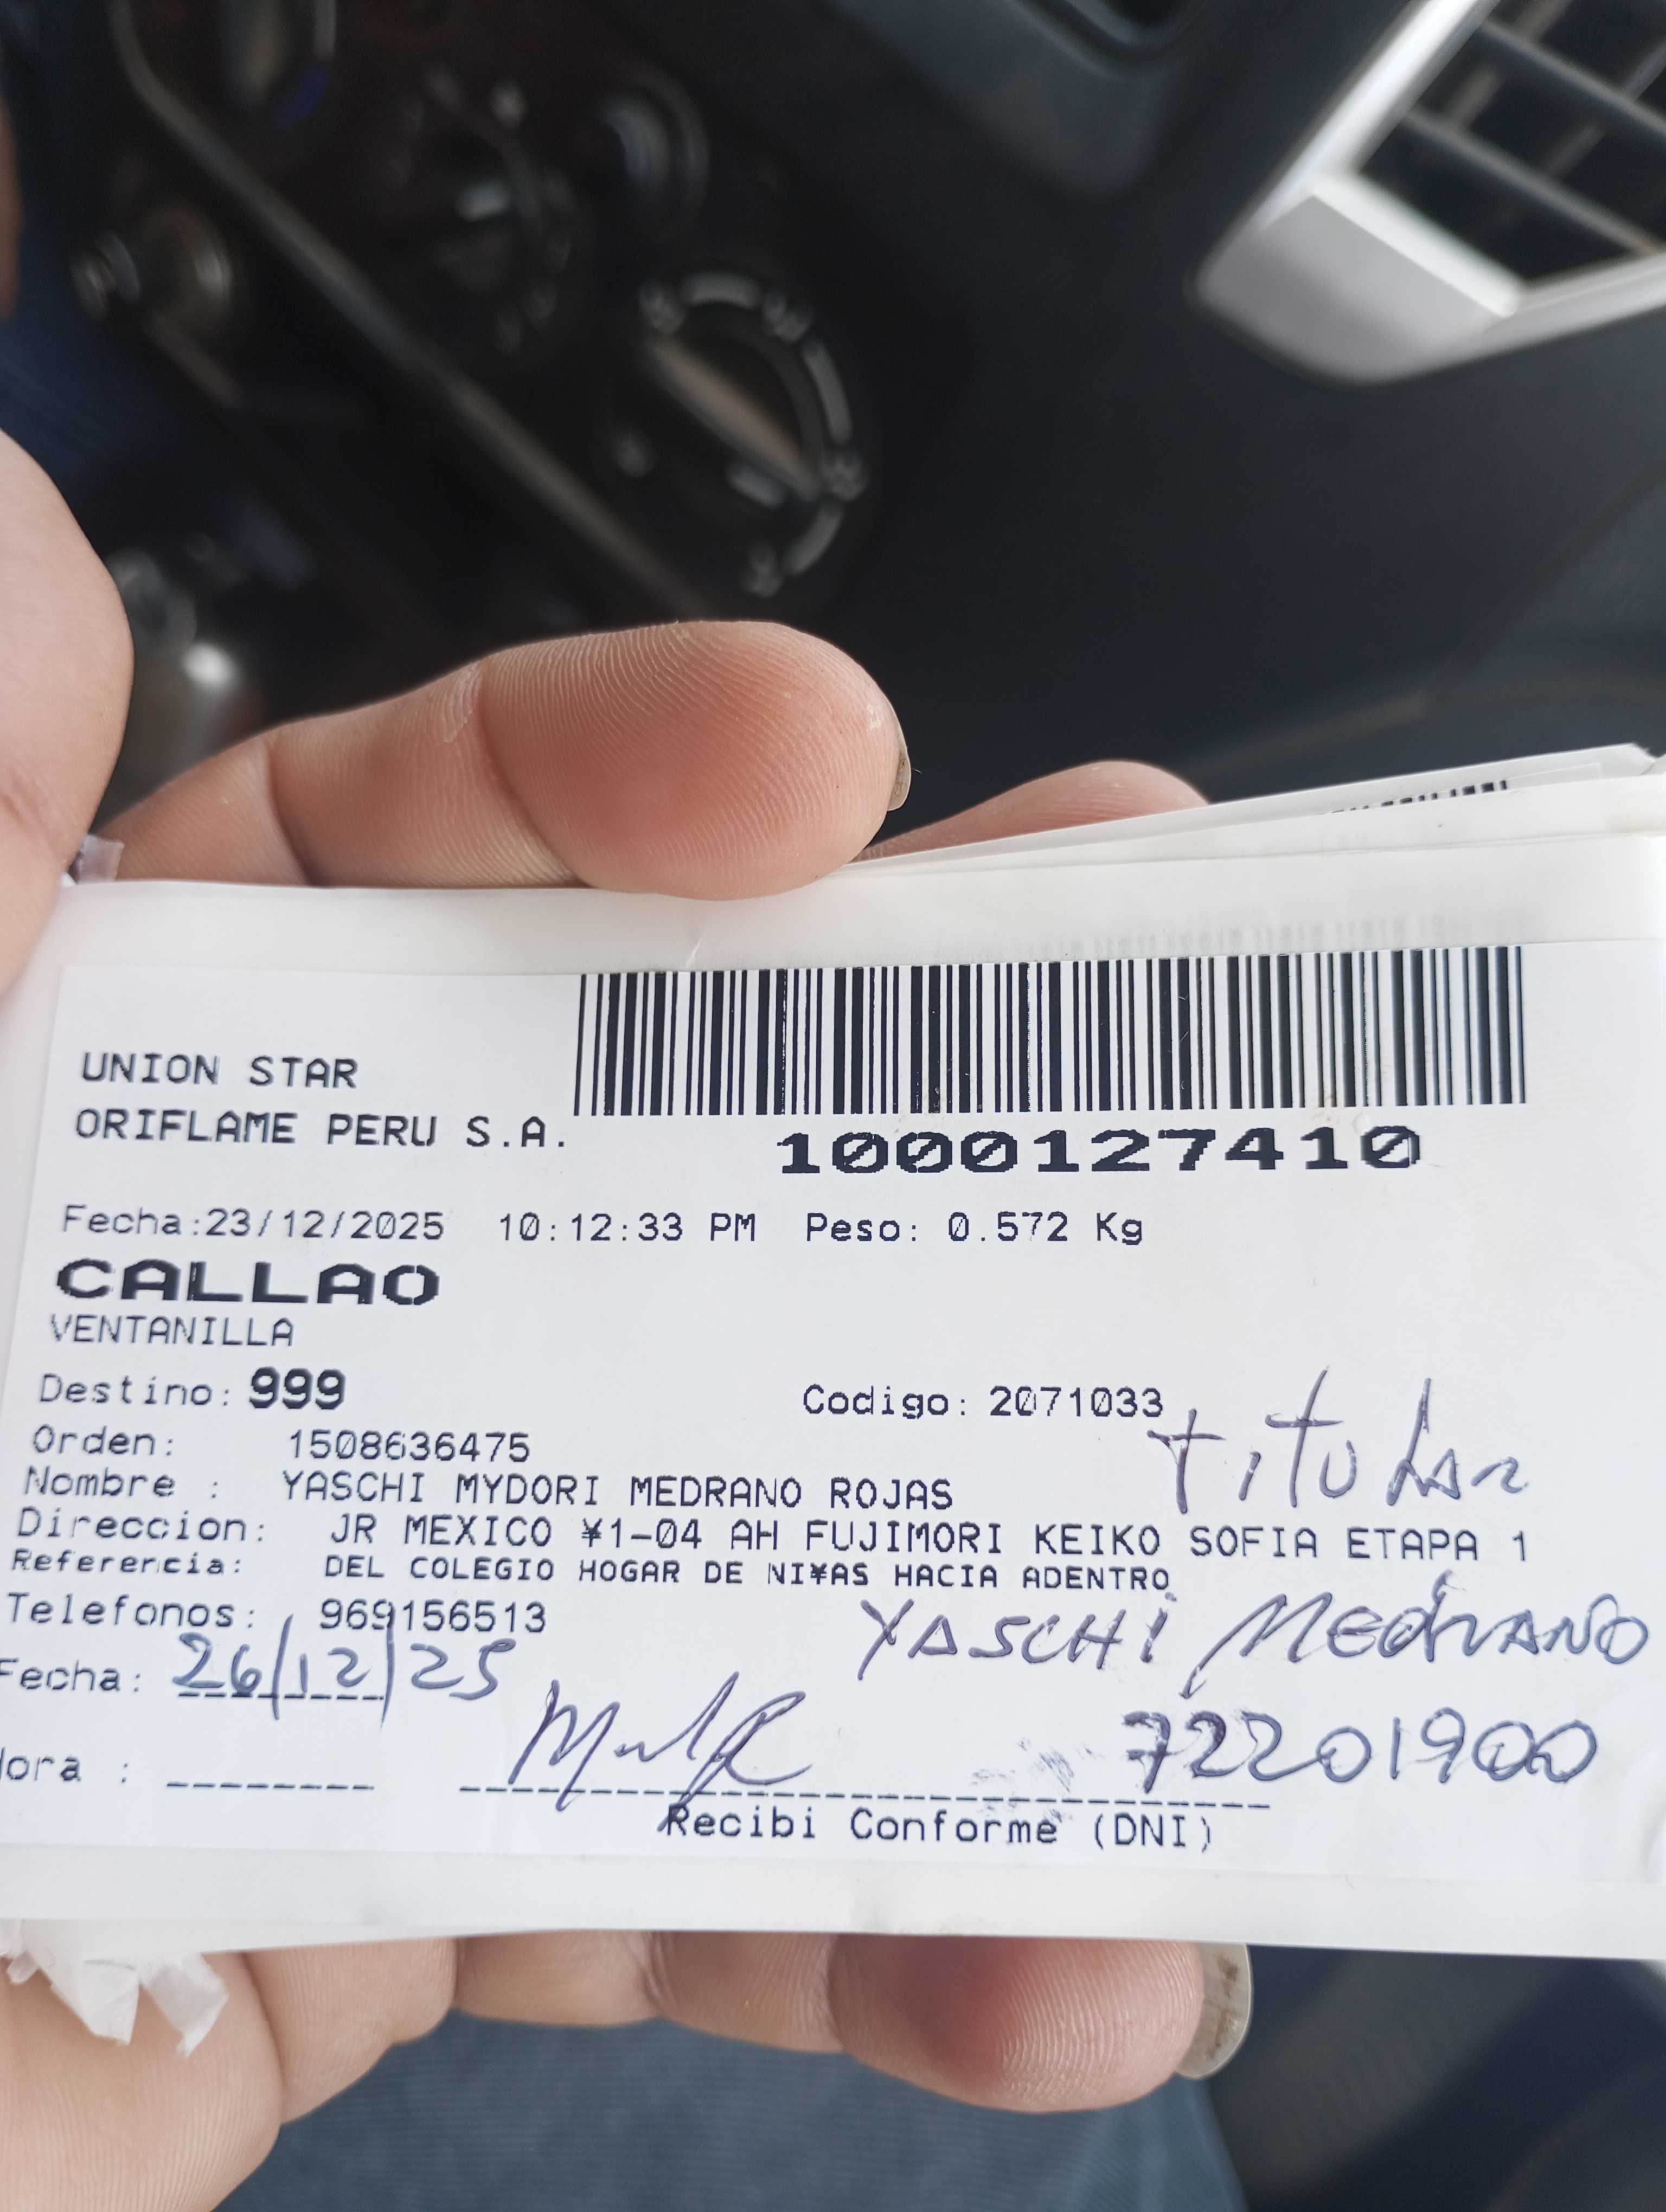 UNION STAR
ORIFLAME PERU S.A.
1000127410
Fecha:23/12/2025 10:12:33 PM Peso: 0.572 Kg
CALLAO
VENTANILLA
Destino: 999 Codigo: 2071033
Titular
Orden: 1508636475
Nombre : YASCHI MYDORI MEDRANO ROJAS
Direccion: JR MEXICO ¥1-04 AH FUJIMORI KEIKO SOFIA ETAPA 1
Referencia: DEL COLEGIO HOGAR DE NI¥AS HACIA ADENTRO
Telefonos: 969156513
YASCHI MEDRANO
Fecha: 26/12/25
72201900
ora :
Recibi Conforme (DNI)